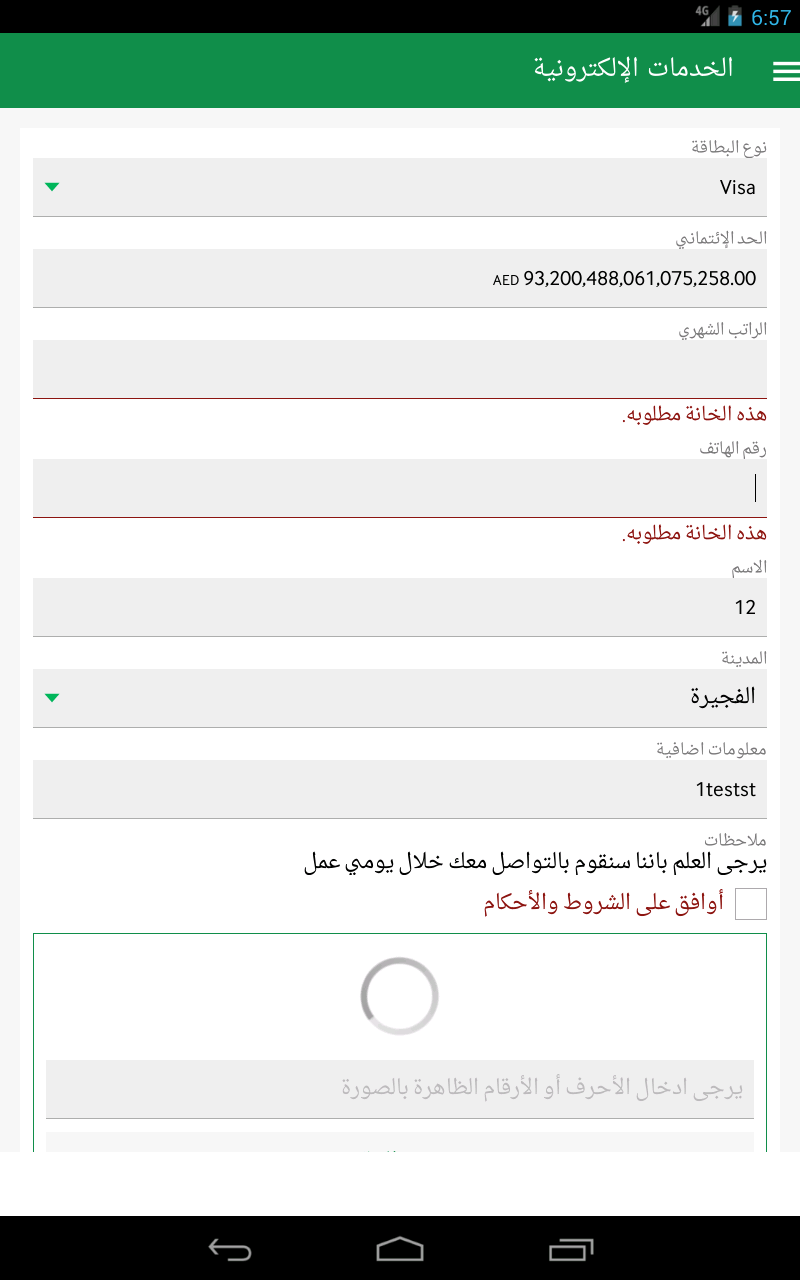 4G 6:57
الخدمات الإلكترونية
نوع البطاقة
Visa
الحد الإئتماني
AED 93,200,488,061,075,258.00
الراتب الشهري
هذه الخانة مطلوبه.
رقم الهاتف
هذه الخانة مطلوبه.
الاسم
12
المدينة
الفجيرة
معلومات اضافية
1testst
ملاحظات
يرجى العلم باننا سنقوم بالتواصل معك خلال يومي عمل
أوافق على الشروط والأحكام
يرجى ادخال الأحرف أو الأرقام الظاهرة بالصورة